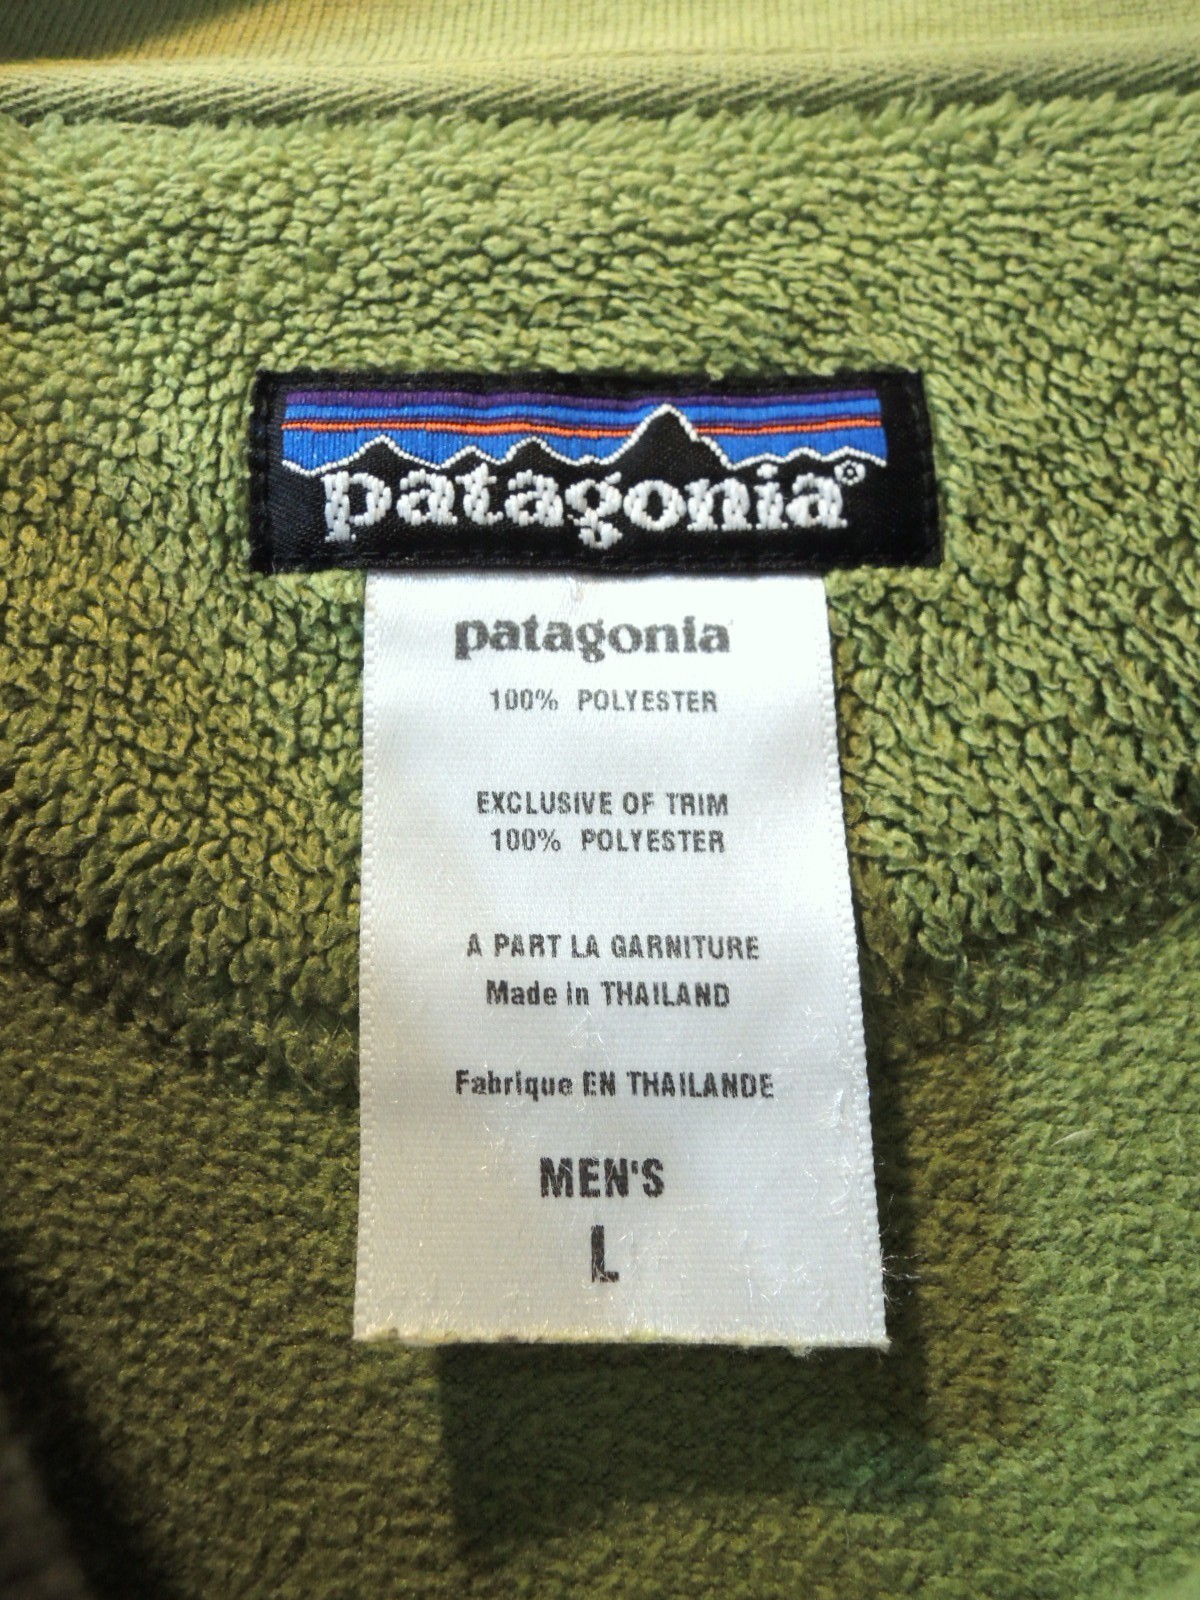 patagonia®
patagonia
100% POLYESTER
EXCLUSIVE OF TRIM
100% POLYESTER
A PART LA GARNITURE
Made in THAILAND
Fabrique EN THAILANDE
MEN'S
L